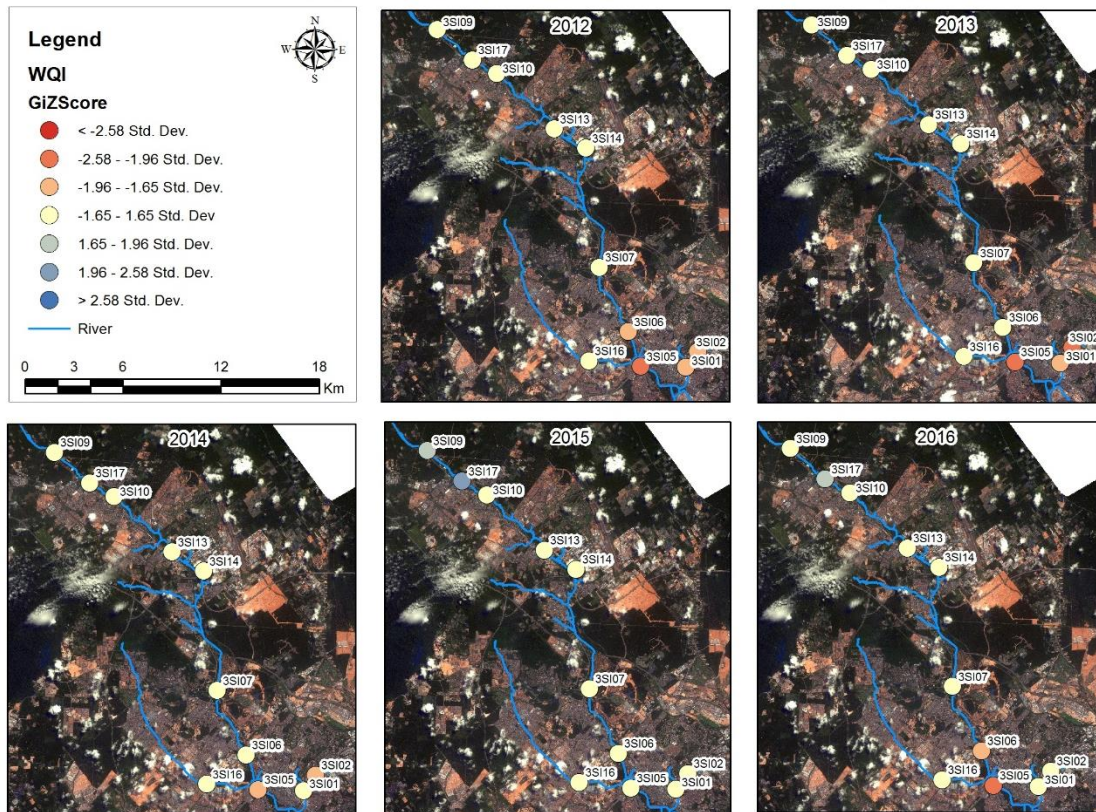 Legend
N
W E
S
WQI
GiZScore
< -2.58 Std. Dev.
-2.58 - -1.96 Std. Dev.
-1.96 - -1.65 Std. Dev.
-1.65 - 1.65 Std. Dev
1.65 - 1.96 Std. Dev.
1.96 - 2.58 Std. Dev.
> 2.58 Std. Dev.
River
0 3 6 12 18
Km
2012
3SI09
3SI17
3SI10
3SI13
3SI14
3SI07
3SI06
3SI02
3SI16
3SI05
3SI01
2013
3SI09
3SI17
3SI10
3SI13
3SI14
3SI07
3SI06
3SI02
3SI16
3SI05
3SI01
2014
3SI09
3SI17
3SI10
3SI13
3SI14
3SI07
3SI06
3SI02
3SI16
3SI05
3SI01
2015
3SI09
3SI17
3SI10
3SI13
3SI14
3SI07
3SI06
3SI02
3SI16
3SI05
3SI01
2016
3SI09
3SI17
3SI10
3SI13
3SI14
3SI07
3SI06
3SI02
3SI16
3SI05
3SI01